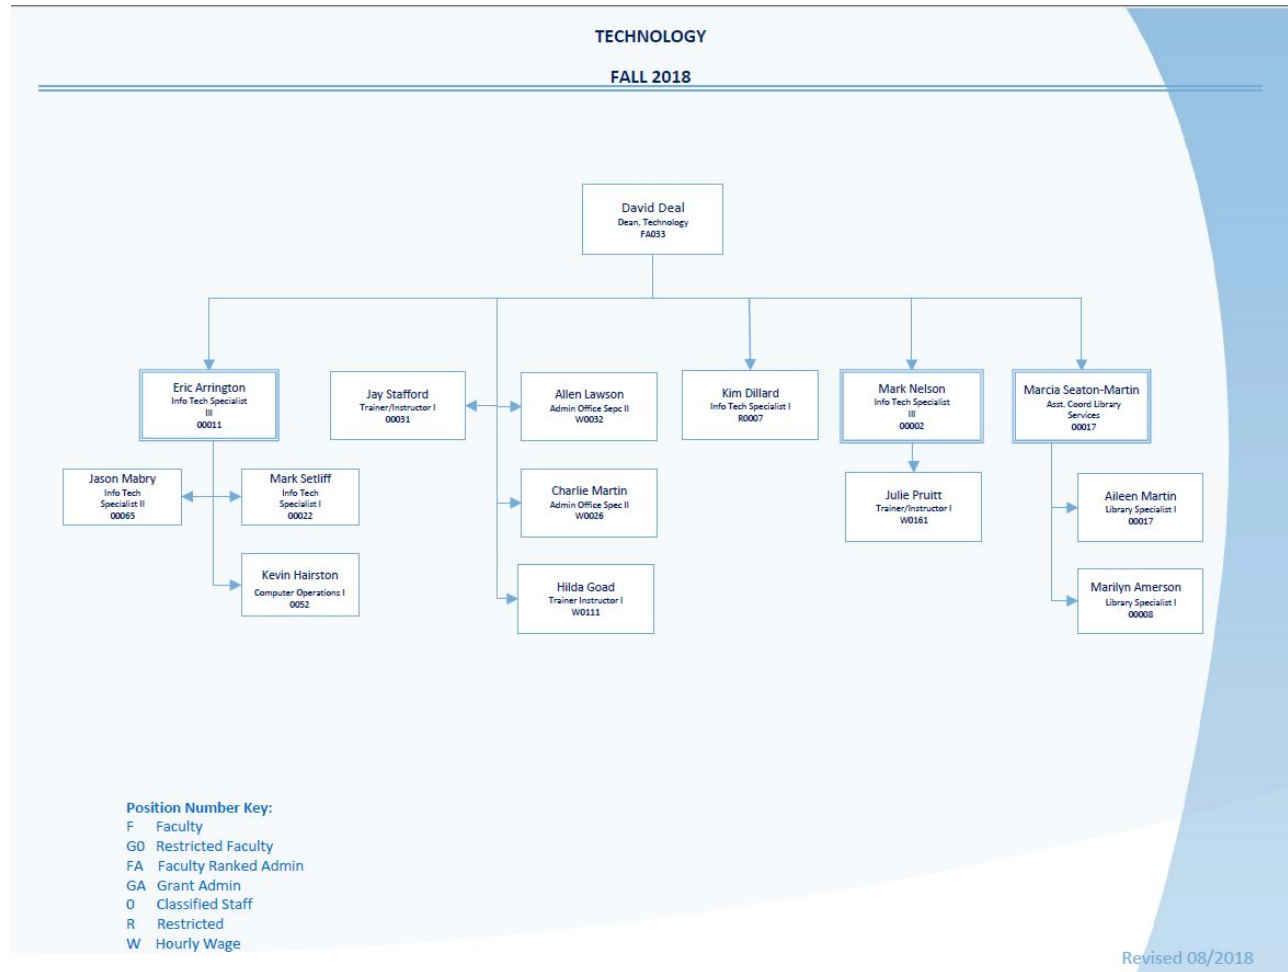 TECHNOLOGY
FALL 2018
David Deal
Dean, Technology
FA033
Eric Arrington
Info Tech Specialist
III
00011
Jay Stafford
Trainer/Instructor I
00031
Allen Lawson
Admin Office Sepc II
W0032
Kim Dillard
Info Tech Specialist I
R0007
Mark Nelson
Info Tech Specialist
III
00002
Marcia Seaton-Martin
Asst. Coord Library
Services
00017
Jason Mabry
Info Tech
Specialist II
00065
Mark Setliff
Info Tech
Specialist I
00022
Charlie Martin
Admin Office Spec II
W0026
Julie Pruitt
Trainer/Instructor I
W0161
Aileen Martin
Library Specialist I
00017
Kevin Hairston
Computer Operations I
0052
Hilda Goad
Trainer Instructor I
W0111
Marilyn Amerson
Library Specialist I
00008
Position Number Key:
F Faculty
G0 Restricted Faculty
FA Faculty Ranked Admin
GA Grant Admin
0 Classified Staff
R Restricted
W Hourly Wage
Revised 08/2018